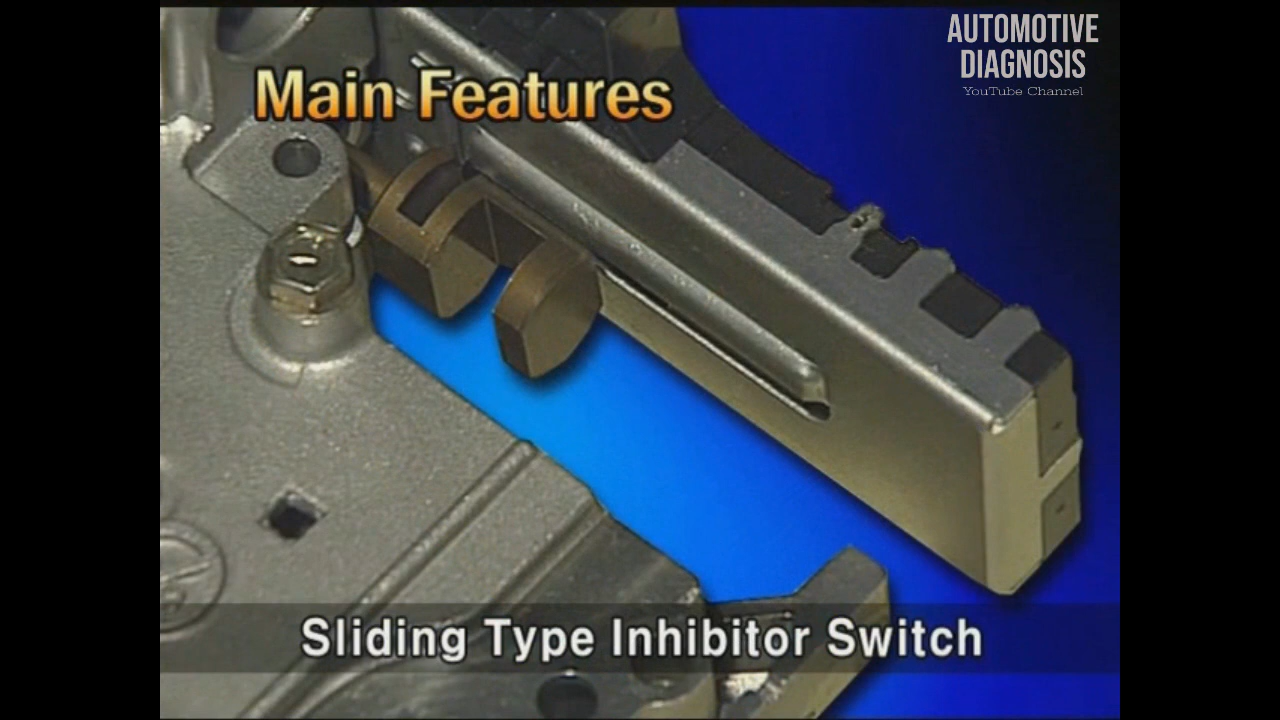 AUTOMOTIVE
DIAGNOSIS
YouTube Channel
Main Features
Sliding Type Inhibitor Switch